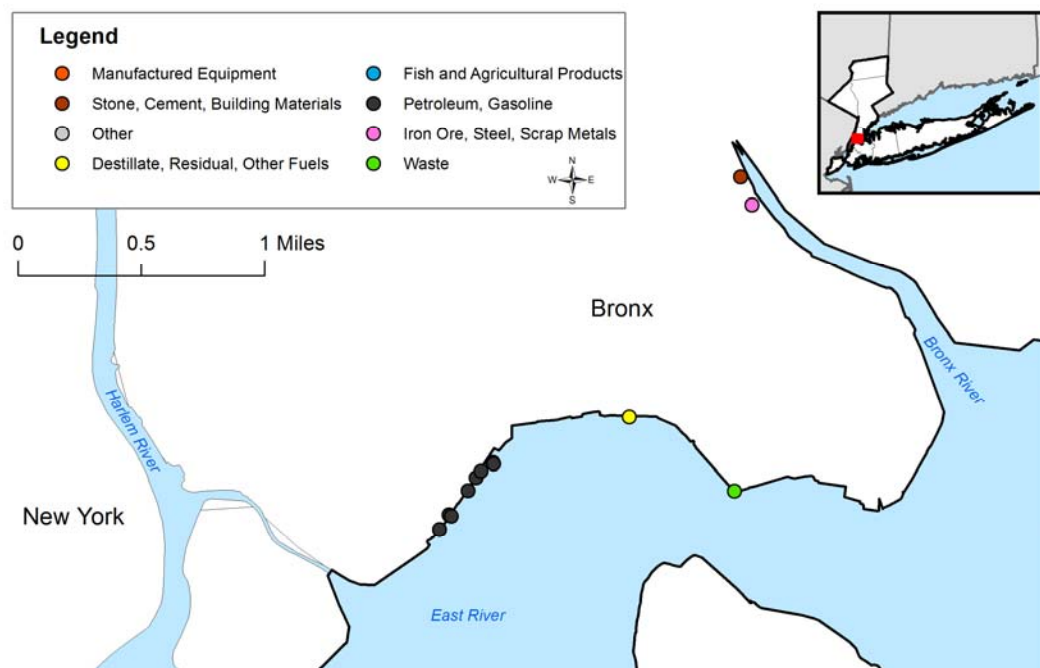 Legend
Manufactured Equipment
Stone, Cement, Building Materials
Other
Destillate, Residual, Other Fuels
Fish and Agricultural Products
Petroleum, Gasoline
Iron Ore, Steel, Scrap Metals
Waste
N
W E
S
0 0.5 1 Miles
Bronx
Bronx River
Harlem River
New York
East River